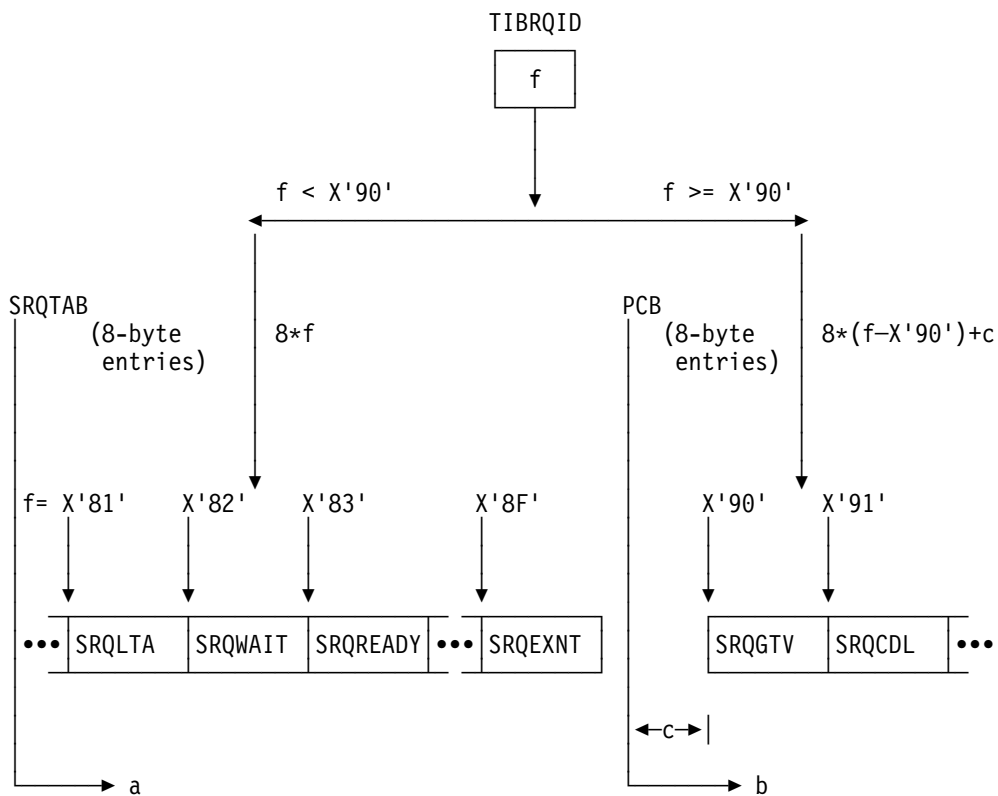 TIBRQID
f
f < X'90'
f >= X'90'
SRQTAB
(8-byte
entries)
8*f
PCB
(8-byte
entries)
8*(f—X'90')+c
f= X'81'
X'82'
X'83'
X'8F'
X'90'
X'91'
••• SRQLTA SRQWAIT SRQREADY ••• SRQEXNT
SRQGTV SRQCDL •••
c
a
b